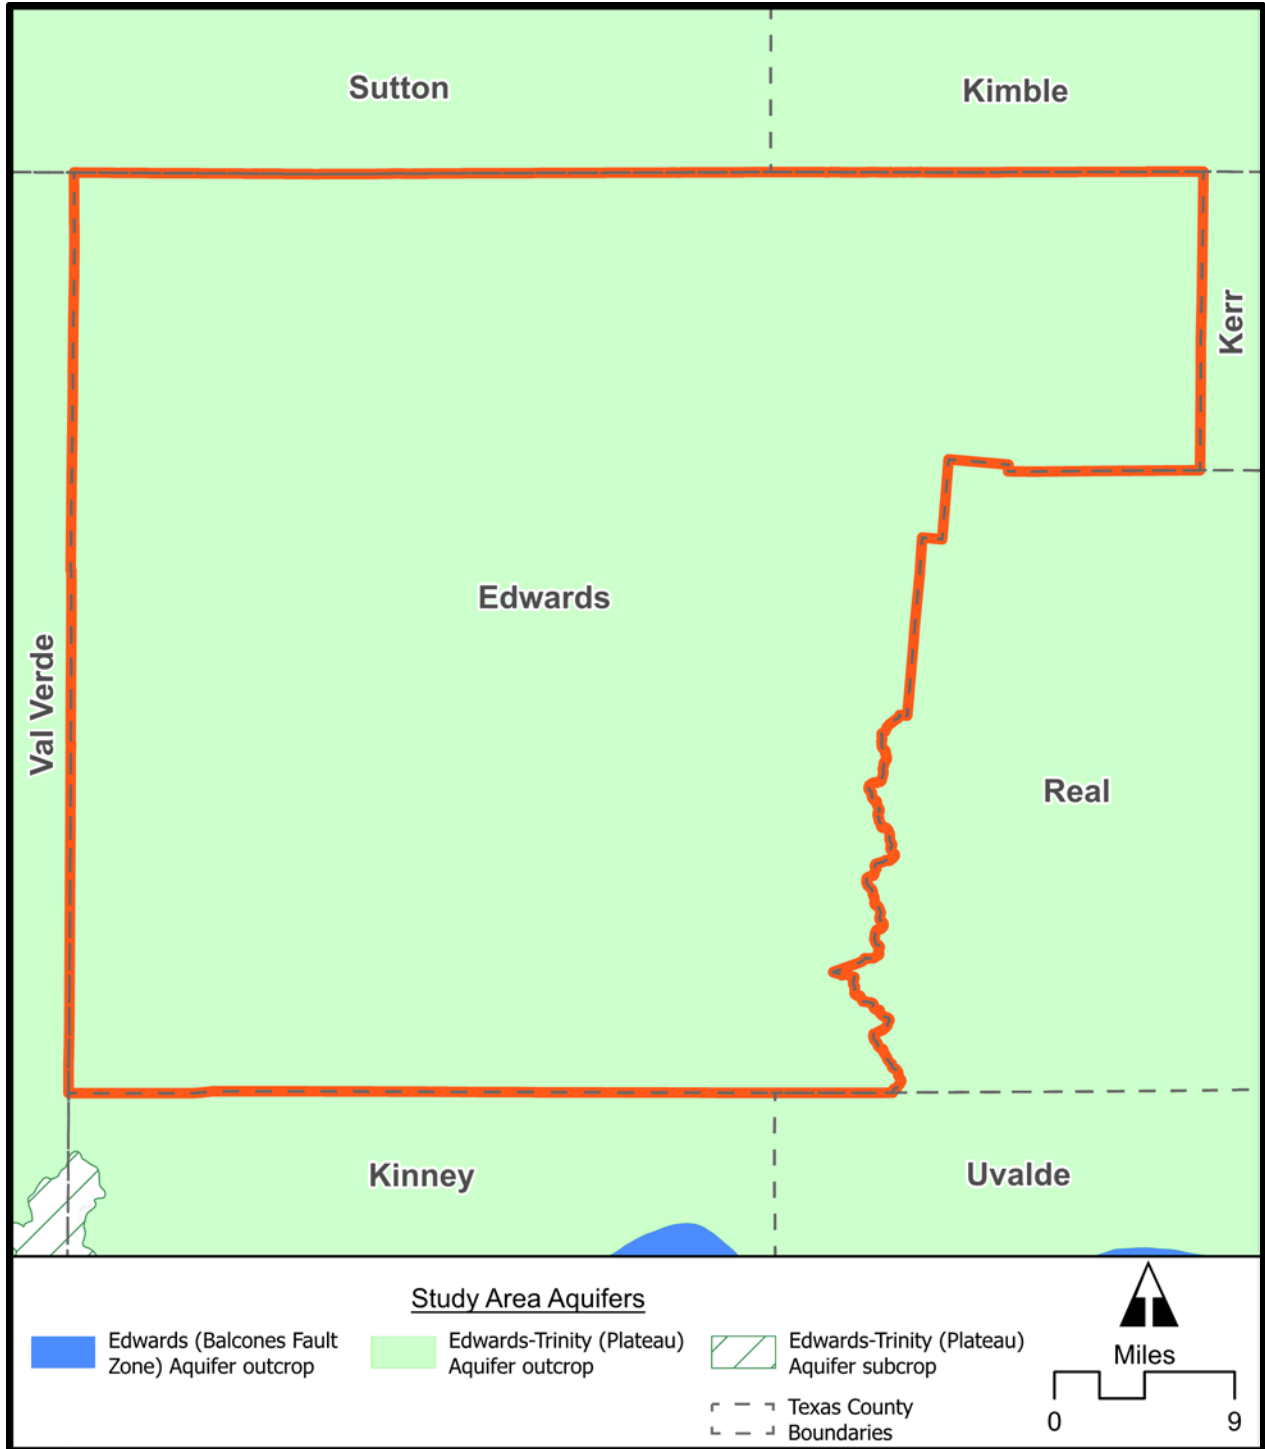 Sutton
Kimble
Kerr
Edwards
Val Verde
Real
Kinney
Uvalde
Study Area Aquifers
Edwards (Balcones Fault
Zone) Aquifer outcrop
Edwards-Trinity (Plateau)
Aquifer outcrop
Edwards-Trinity (Plateau)
Aquifer subcrop
Texas County
Boundaries
Miles
0 9